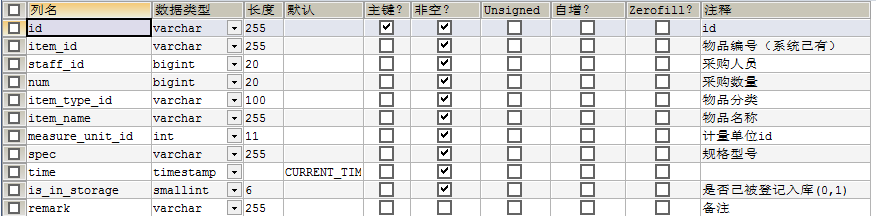 列名 数据类型 长度 默认 主键? 非空? Unsigned 自增? Zerofill? 注释
id varchar 255 id
item_id varchar 255 物品编号（系统已有）
staff_id bigint 20 采购人员
num bigint 20 采购数量
item_type_id varchar 100 物品分类
item_name varchar 255 物品名称
measure_unit_id int 11 计量单位id
spec varchar 255 规格型号
time timestamp CURRENT_TIM
is_in_storage smallint 6 是否已被登记入库(0,1)
remark varchar 255 备注